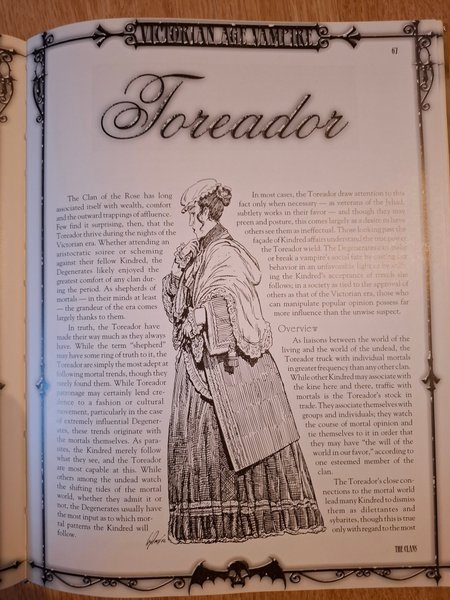 VICTORIAN AGE VAMPIRE
67
Toreador
The Clan of the Rose has long
associated itself with wealth, comfort
and the outward trappings of affluence.
Few find it surprising, then, that the
Toreador thrive during the nights of the
Victorian era. Whether attending an
aristocratic soiree or scheming
against their fellow Kindred, the
Degenerates likely enjoyed the
greatest comfort of any clan dur-
ing the period. As shepherds of
mortals — in their minds at least
— the grandeur of the era comes
largely thanks to them.
In truth, the Toreador have
made their way much as they always
have. While the term "shepherd"
may have some ring of truth to it, the
Toreador are simply the most adept at
following mortal trends, though they
rarely found them. While Toreador
patronage may certainly lend cre-
dence to a fashion or cultural
movement, particularly in the case
of extremely influential Degener-
ates, these trends originate with
the mortals themselves. As para-
sites, the Kindred merely follow
what they see, and the Toreador
are most capable at this. While
others among the undead watch
the shifting tides of the mortal
world, whether they admit it or
not, the Degenerates usually have
the most input as to which mor-
tal patterns the Kindred will
follow.
In most cases, the Toreador draw attention to this
fact only when necessary — as veterans of the Jyhad,
subtlety works in their favor — and though they may
preen and posture, this comes largely as a desire to have
others see them as ineffectual. Those looking past the
façade of Kindred affairs understand the true power
the Toreador wield. The Degenerates can make
or break a vampire's social fate by casting her
behavior in an unfavorable light or by
ing the Kindred's acceptance of
follows; in a society as tied to the approval of
others as that of the Victorian era, those who
can manipulate popular opinion possess far
more influence than the unwise suspect.
Overview
As liaisons between the world of the
living and the world of the undead, the
Toreador truck with individual mortals
in greater frequency than any other clan.
While other Kindred may associate with
the kine here and there, traffic with
mortals is the Toreador's stock in
trade. They associate themselves with
groups and individuals; they watch
the course of mortal opinion and
tie themselves to it in order that
they may have "the will of the
world in our favor," according to
one esteemed member of the
clan.
The Toreador's close con-
nections to the mortal world
lead many Kindred to dismiss
them as dilettantes and
sybarites, though this is true
only with regard to the most
THE CLANS